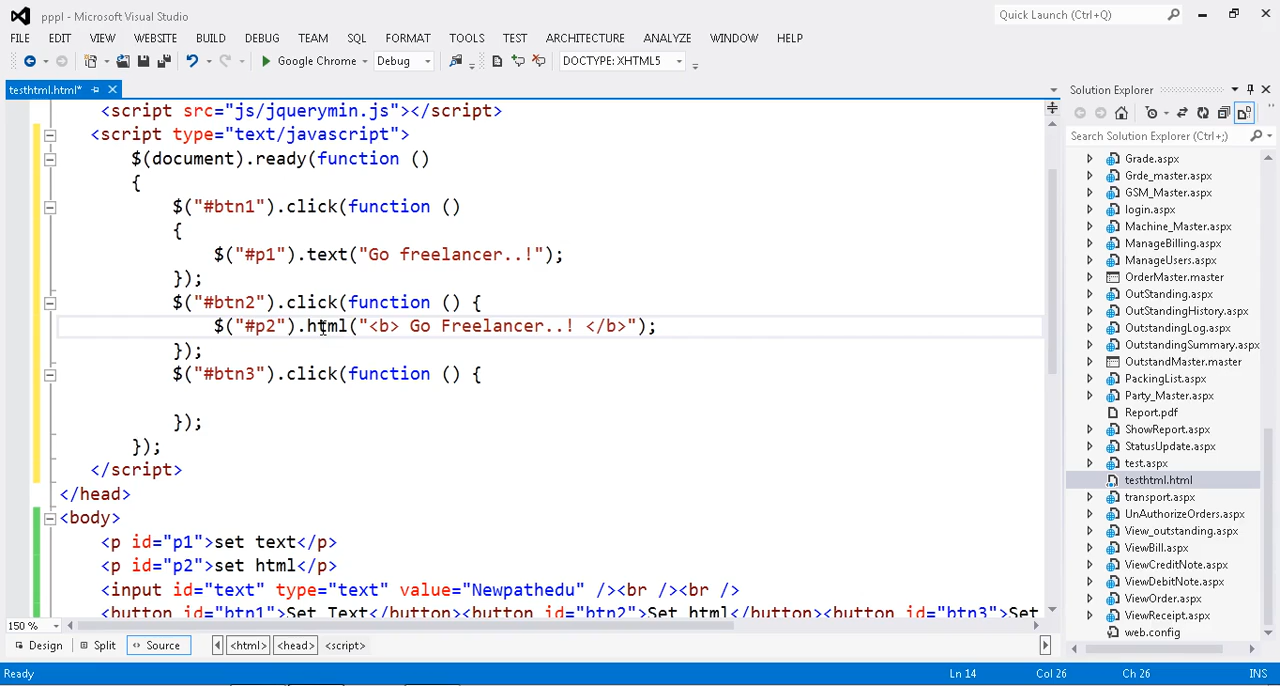 pppl - Microsoft Visual Studio
Quick Launch (Ctrl+Q)
FILE EDIT VIEW WEBSITE BUILD DEBUG TEAM SQL FORMAT TOOLS TEST ARCHITECTURE ANALYZE WINDOW HELP
Google Chrome Debug DOCTYPE: XHTML5
testhtml.html*
<script src="js/jquerymin.js"></script>
<script type="text/javascript">
$(document).ready(function ()
{
$("#btn1").click(function ()
{
$("#p1").text("Go freelancer..!");
});
$("#btn2").click(function () {
$("#p2").html("<b> Go Freelancer..! </b>");
});
$("#btn3").click(function () {
});
});
</script>
</head>
<body>
<p id="p1">set text</p>
<p id="p2">set html</p>
<input id="text" type="text" value="Newpathedu" /><br /><br />
<button id="btn1">Set Text</button><button id="btn2">Set html</button><button id="btn3">Set
150 %
Design Split Source <html> <head> <script>
Solution Explorer
Search Solution Explorer (Ctrl+;)
Grade.aspx
Grde_master.aspx
GSM_Master.aspx
login.aspx
Machine_Master.aspx
ManageBilling.aspx
ManageUsers.aspx
OrderMaster.master
OutStanding.aspx
OutstandingHistory.aspx
OutstandingLog.aspx
OutstandingSummary.aspx
OutstandMaster.master
PackingList.aspx
Party_Master.aspx
Report.pdf
ShowReport.aspx
StatusUpdate.aspx
test.aspx
testhtml.html
transport.aspx
UnAuthorizeOrders.aspx
View_outstanding.aspx
ViewBill.aspx
ViewCreditNote.aspx
ViewDebitNote.aspx
ViewOrder.aspx
ViewReceipt.aspx
web.config
Ready Ln 14 Col 26 Ch 26 INS